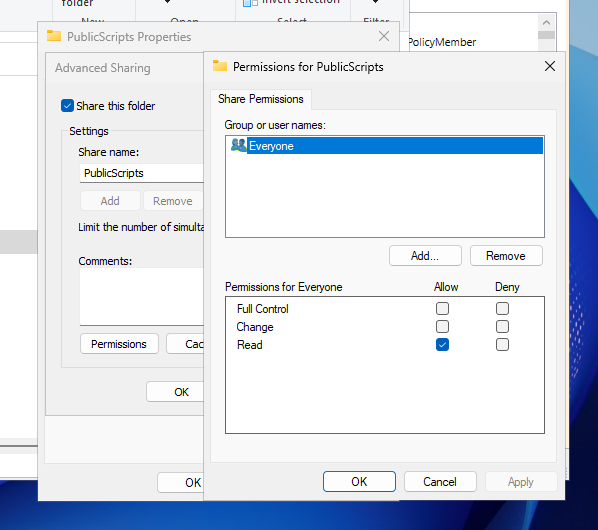 folder
New
Open
Select
Filter
PublicScripts Properties
PolicyMember
Advanced Sharing
Permissions for PublicScripts
Share this folder
Share Permissions
Settings
Group or user names:
Share name:
Everyone
PublicScripts
Add
Remove
Limit the number of simulta
Add...
Remove
Comments:
Permissions for Everyone
Allow
Deny
Full Control
Change
Permissions
Cac
Read
OK
OK
OK
Cancel
Apply